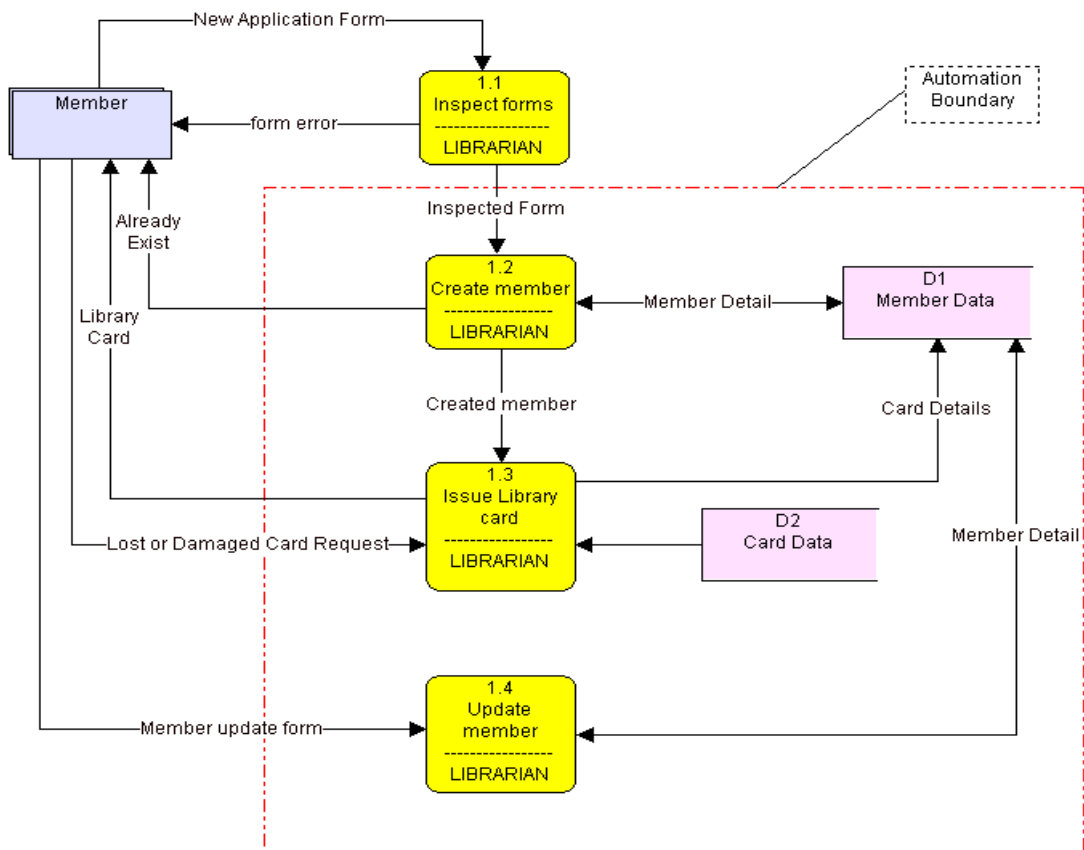 New Application Form
1.1
Inspect forms
------------------
LIBRARIAN
Automation
Boundary
Member
form error
Inspected Form
Already
Exist
1.2
Create member
------------------
LIBRARIAN
Member Detail
D1
Member Data
Library
Card
Created member
Card Details
1.3
Issue Library
card
------------------
LIBRARIAN
D2
Card Data
Lost or Damaged Card Request
Member Detail
1.4
Update
member
------------------
LIBRARIAN
Member update form